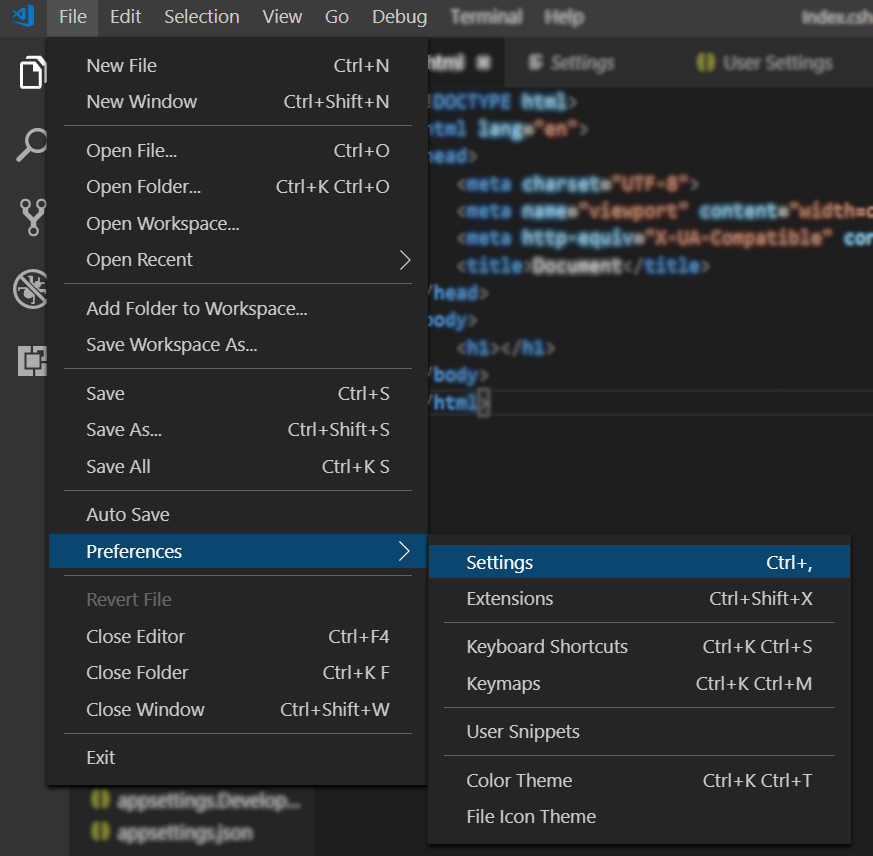 File Edit Selection View Go Debug Terminal Help Index.csh
html Settings User Settings
New File Ctrl+N
New Window Ctrl+Shift+N
Open File... Ctrl+O
Open Folder... Ctrl+K Ctrl+O
Open Workspace...
Open Recent
Add Folder to Workspace...
Save Workspace As...
Save Ctrl+S
Save As... Ctrl+Shift+S
Save All Ctrl+K S
Auto Save
Preferences
Revert File
Close Editor Ctrl+F4
Close Folder Ctrl+K F
Close Window Ctrl+Shift+W
Exit
!DOCTYPE html>
html lang="en">
head>
<meta charset="UTF-8">
<meta name="viewport" content="width=
<meta http-equiv="X-UA-Compatible" con
<title>Document</title>
/head>
body>
<h1></h1>
/body>
/html>
Settings Ctrl+,
Extensions Ctrl+Shift+X
Keyboard Shortcuts Ctrl+K Ctrl+S
Keymaps Ctrl+K Ctrl+M
User Snippets
Color Theme Ctrl+K Ctrl+T
File Icon Theme
{} appsettings.Develop...
{} appsettings.json